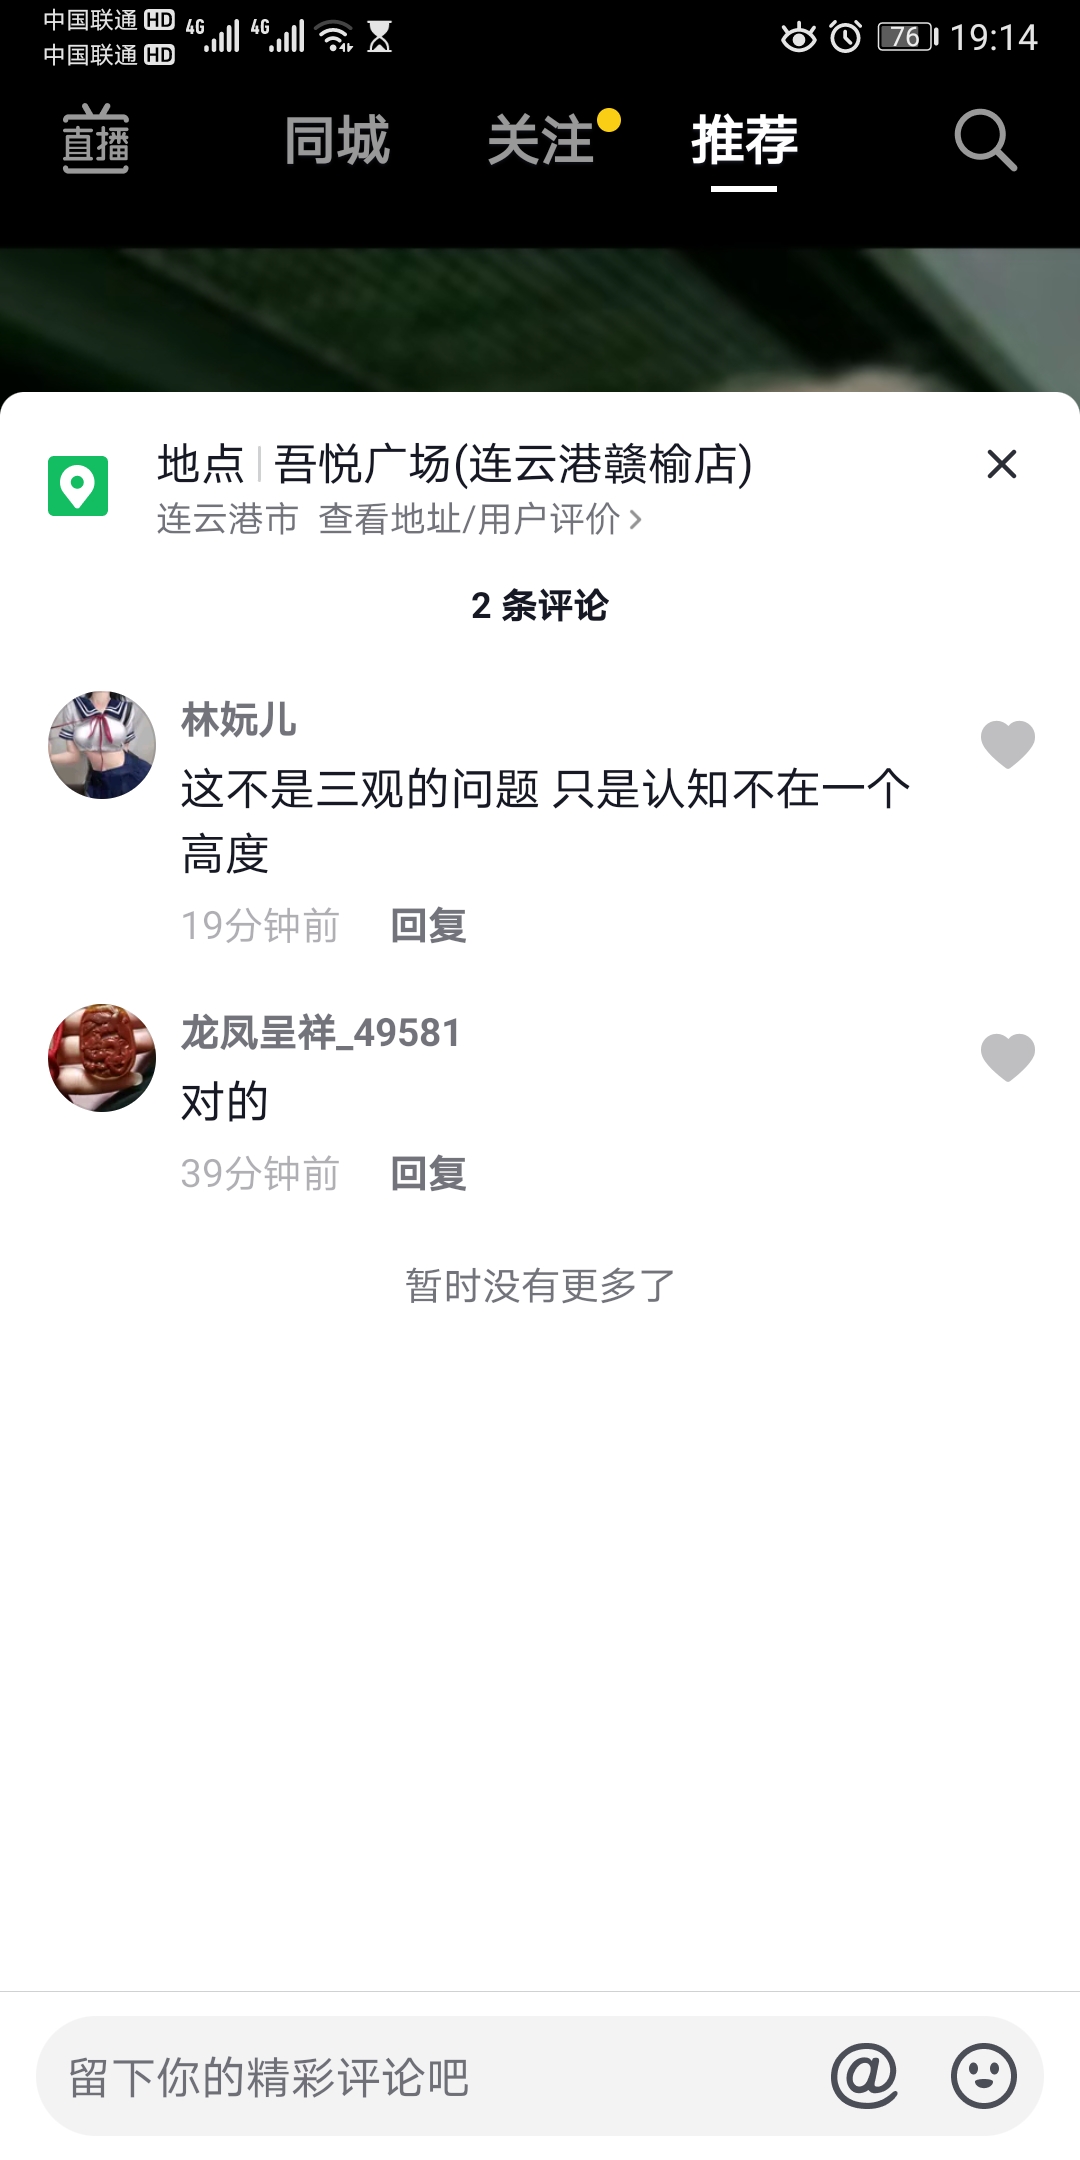 中国联通 HD 4G 4G 76 19:14
中国联通 HD
直播 同城 关注 推荐
地点 吾悦广场(连云港赣榆店)
连云港市 查看地址/用户评价
2 条评论
林妧儿
这不是三观的问题 只是认知不在一个
高度
19分钟前 回复
龙凤呈祥_49581
对的
39分钟前 回复
暂时没有更多了
留下你的精彩评论吧 @